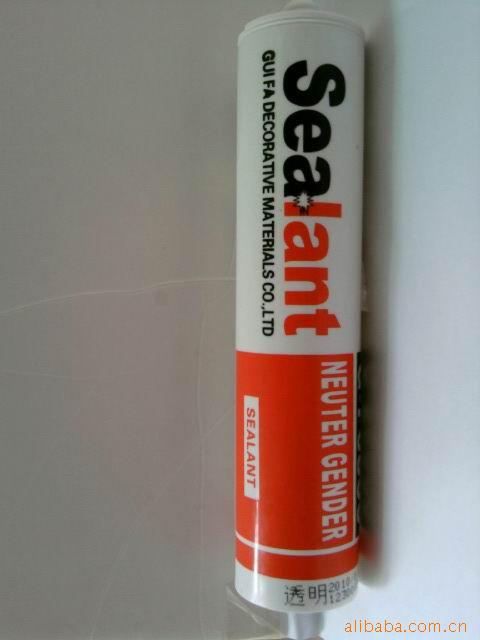 Sealant
GUI FA DECORATIVE MATERIALS CO.,LTD
NEUTER GENDER
SEALANT
透明
alibaba.com.cn